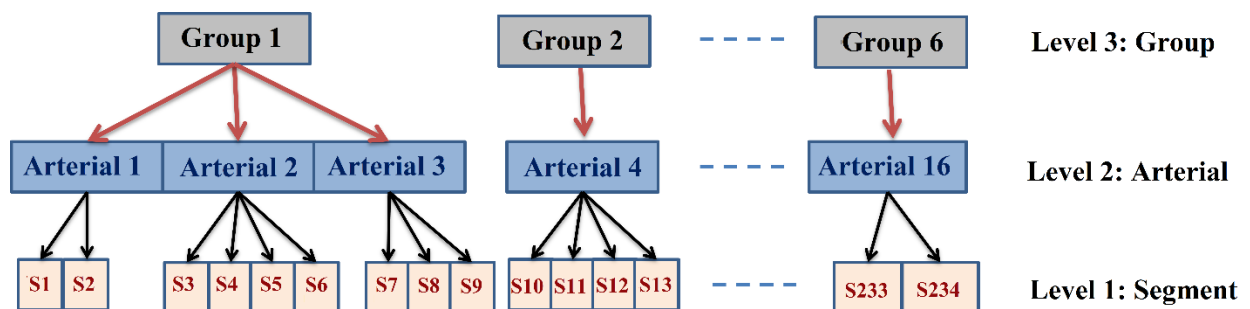 Group 1 Group 2 Group 6 Level 3: Group
Arterial 1 Arterial 2 Arterial 3 Arterial 4 Arterial 16 Level 2: Arterial
S1 S2 S3 S4 S5 S6 S7 S8 S9 S10 S11 S12 S13 S233 S234 Level 1: Segment